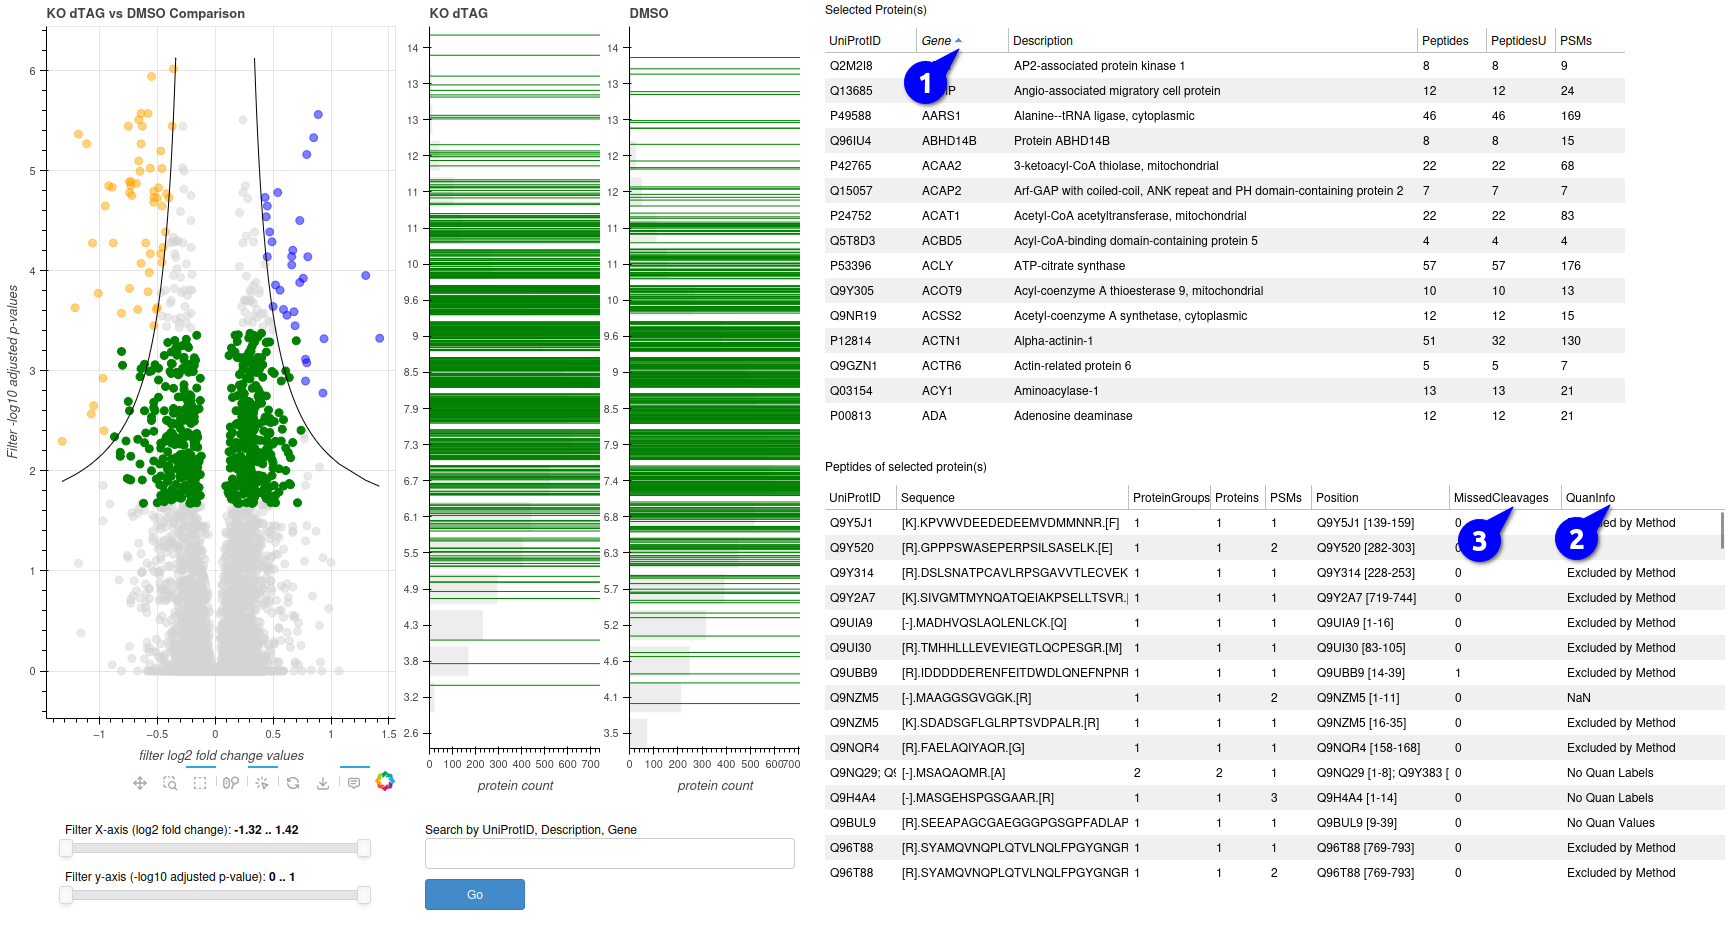 KO dTAG vs DMSO Comparison
Filter -log10 adjusted p-values
6
5
4
3
2
1
0
−1
−0.5
0
0.5
1
1.5
filter log2 fold change values
Filter X-axis (log2 fold change): -1.32 .. 1.42
Filter y-axis (-log10 adjusted p-value): 0 .. 1
KO dTAG
14
13
13
12
11
11
10
9.6
9
8.5
7.9
7.3
6.7
6.1
5.5
4.9
4.3
3.8
3.2
2.6
0 100 200 300 400 500 600 700
protein count
DMSO
14
13
13
12
12
11
11
10
9.6
9
8.5
7.9
7.4
6.8
6.3
5.7
5.2
4.6
4.1
3.5
0 100 200 300 400 500 600 700
protein count
Search by UniProtID, Description, Gene
Go
Selected Protein(s)
UniProtID Gene Description Peptides PeptidesU PSMs
1
Q2M2I8 AP2-associated protein kinase 1 8 8 9
Q13685 Angio-associated migratory cell protein 12 12 24
P49588 AARS1 Alanine--tRNA ligase, cytoplasmic 46 46 169
Q96IU4 ABHD14B Protein ABHD14B 8 8 15
P42765 ACAA2 3-ketoacyl-CoA thiolase, mitochondrial 22 22 68
Q15057 ACAP2 Arf-GAP with coiled-coil, ANK repeat and PH domain-containing protein 2 7 7 7
P24752 ACAT1 Acetyl-CoA acetyltransferase, mitochondrial 22 22 83
Q5T8D3 ACBD5 Acyl-CoA-binding domain-containing protein 5 4 4 4
P53396 ACLY ATP-citrate synthase 57 57 176
Q9Y305 ACOT9 Acyl-coenzyme A thioesterase 9, mitochondrial 10 10 13
Q9NR19 ACSS2 Acetyl-coenzyme A synthetase, cytoplasmic 12 12 15
P12814 ACTN1 Alpha-actinin-1 51 32 130
Q9GZN1 ACTR6 Actin-related protein 6 5 5 7
Q03154 ACY1 Aminoacylase-1 13 13 21
P00813 ADA Adenosine deaminase 12 12 21
Peptides of selected protein(s)
UniProtID Sequence ProteinGroups Proteins PSMs Position MissedCleavages QuanInfo
3
2
Q9Y5J1 [K].KPVWVDEEDEDEEMVDMMNNR.[F] 1 1 1 Q9Y5J1 [139-159] 0 by Method
Q9Y520 [R].GPPPSWASEPERPSILSASELK.[E] 1 1 2 Q9Y520 [282-303]
Q9Y314 [R].DSLSNATPCAVLRPSGAVVTLECVEK 1 1 1 Q9Y314 [228-253] 0 Excluded by Method
Q9Y2A7 [K].SIVGMTMYNQATQEIAKPSELLTSVR.[ 1 1 1 Q9Y2A7 [719-744] 0 Excluded by Method
Q9UIA9 [-].MADHVQSLAQLENLCK.[Q] 1 1 1 Q9UIA9 [1-16] 0 Excluded by Method
Q9UI30 [R].TMHHLLLEVEVIEGTLQCPESGR.[M] 1 1 1 Q9UI30 [83-105] 0 Excluded by Method
Q9UBB9 [R].IDDDDDERENFEITDWDLQNEFNPNR 1 1 1 Q9UBB9 [14-39] 1 Excluded by Method
Q9NZM5 [-].MAAGGSGVGGK.[R] 1 1 2 Q9NZM5 [1-11] 0 NaN
Q9NZM5 [K].SDADSGFLGLRPTSVDPALR.[R] 1 1 1 Q9NZM5 [16-35] 0 Excluded by Method
Q9NQR4 [R].FAELAQIYAQR.[G] 1 1 1 Q9NQR4 [158-168] 0 Excluded by Method
Q9NQ29; Q9 [-].MSAQAQMR.[A] 2 2 1 Q9NQ29 [1-8]; Q9Y383 [ 0 No Quan Labels
Q9H4A4 [-].MASGEHSPGSGAAR.[R] 1 1 3 Q9H4A4 [1-14] 0 No Quan Labels
Q9BUL9 [R].SEEAPAGCGAEGGGPGSGPFADLAP 1 1 1 Q9BUL9 [9-39] 0 No Quan Values
Q96T88 [R].SYAMQVNQPLQTVLNQLFPGYGNGR 1 1 1 Q96T88 [769-793] 0 Excluded by Method
Q96T88 [R].SYAMQVNQPLQTVLNQLFPGYGNGR 1 1 2 Q96T88 [769-793] 0 Excluded by Method